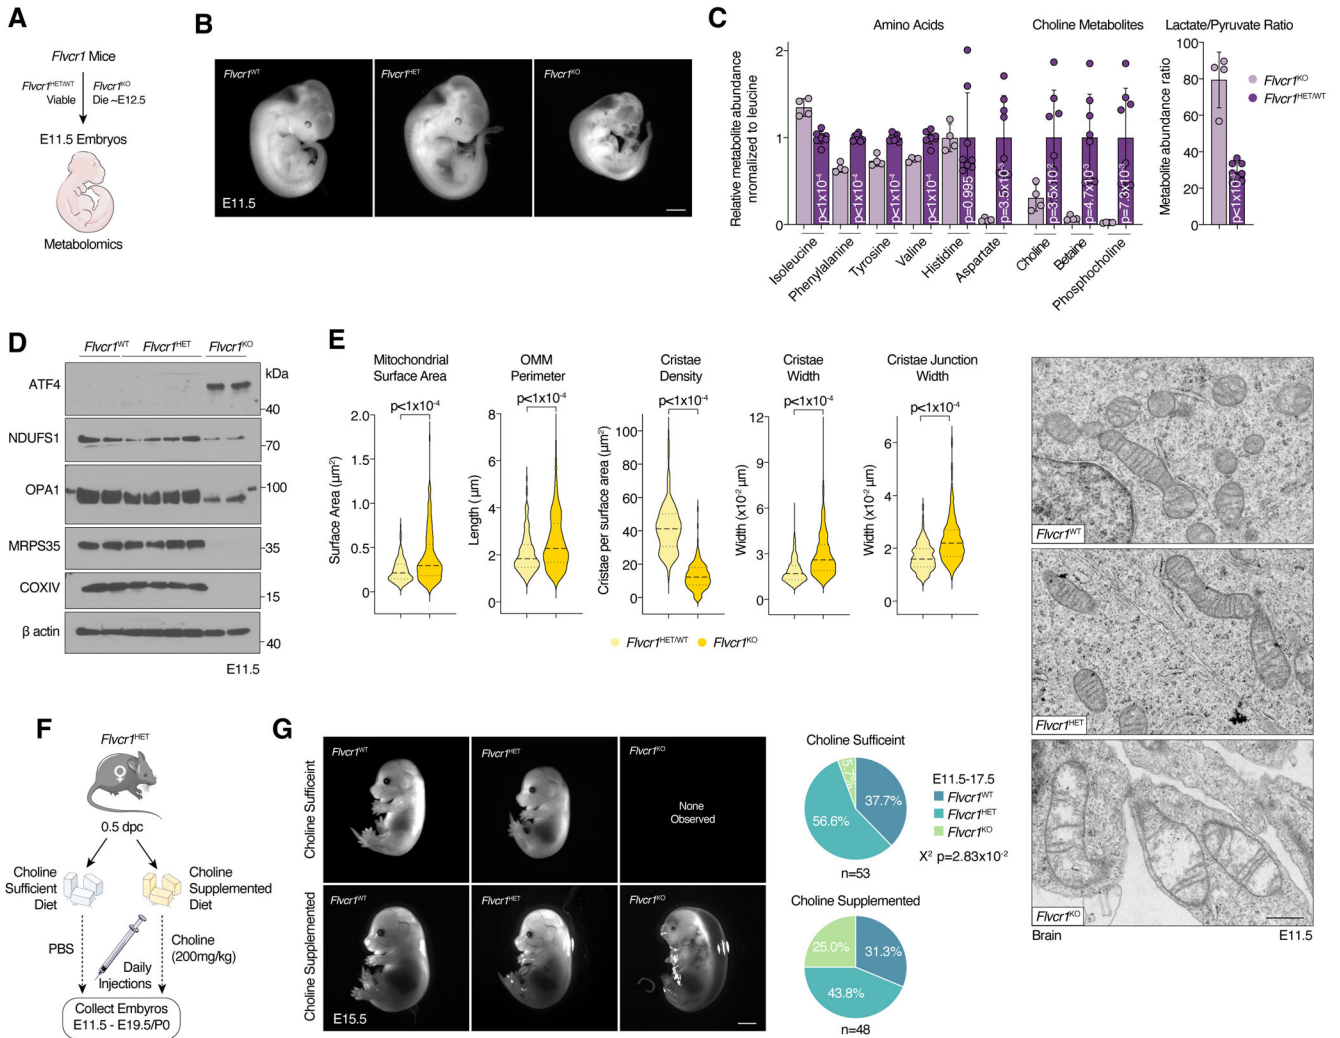 A
Flvcr1 Mice
Flvcr1HET/WT
Viable
Flvcr1KO
Die ~E12.5
E11.5 Embryos
Metabolomics
B
Flvcr1WT
Flvcr1HET
Flvcr1KO
E11.5
C
Amino Acids
Choline Metabolites
Lactate/Pyruvate Ratio
Relative metabolite abundance
normalized to leucine
2
1
0
p<1x10-4
p<1x10-4
p<1x10-4
p<1x10-4
p=0.995
p=3.5x10-3
p=3.5x10-2
p=4.7x10-3
p=7.3x10-3
Isoleucine
Phenylalanine
Tyrosine
Valine
Histidine
Aspartate
Choline
Betaine
Phosphocholine
Metabolite abundance ratio
100
80
60
40
20
0
Flvcr1KO
Flvcr1HET/WT
D
Flvcr1WT
Flvcr1HET
Flvcr1KO
kDa
ATF4
40
NDUFS1
70
OPA1
100
MRPS35
35
COXIV
15
β actin
40
E11.5
E
Mitochondrial
Surface Area
p<1x10-4
Surface Area (μm2)
2.0
1.5
1.0
0.5
0
OMM
Perimeter
p<1x10-4
Length ( μm)
8
6
4
2
0
Cristae
Density
p<1x10-4
Cristae per surface area (μm2)
100
80
60
40
20
0
Cristae
Width
p<1x10-4
Width (x10-2 μm)
12
9
6
3
0
Cristae Junction
Width
p<1x10-4
Width (x10-2 μm)
6
4
2
0
Flvcr1HET/WT
Flvcr1KO
Flvcr1WT
Flvcr1HET
Flvcr1KO
Brain
E11.5
F
Flvcr1HET
♀
0.5 dpc
Choline
Sufficient
Diet
Choline
Supplemented
Diet
PBS
Daily
Injections
Choline
(200mg/kg)
Collect Embyros
E11.5 - E19.5/P0
G
Choline Sufficient
Flvcr1WT
Flvcr1HET
Flvcr1KO
None
Observed
Choline Supplemented
Flvcr1WT
Flvcr1HET
Flvcr1KO
E15.5
Choline Sufficeint
5.7%
37.7%
56.6%
n=53
E11.5-17.5
Flvcr1WT
Flvcr1HET
Flvcr1KO
X2 p=2.83x10-2
Choline Supplemented
25.0%
31.3%
43.8%
n=48